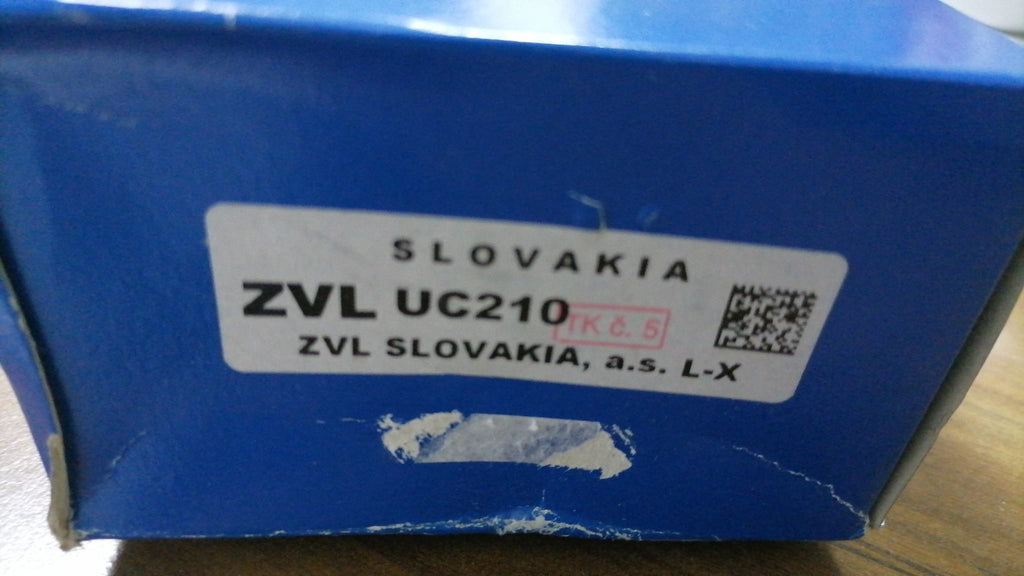 SLOVAKIA
ZVL UC210
TK č. 5
ZVL SLOVAKIA, a.s. L-X